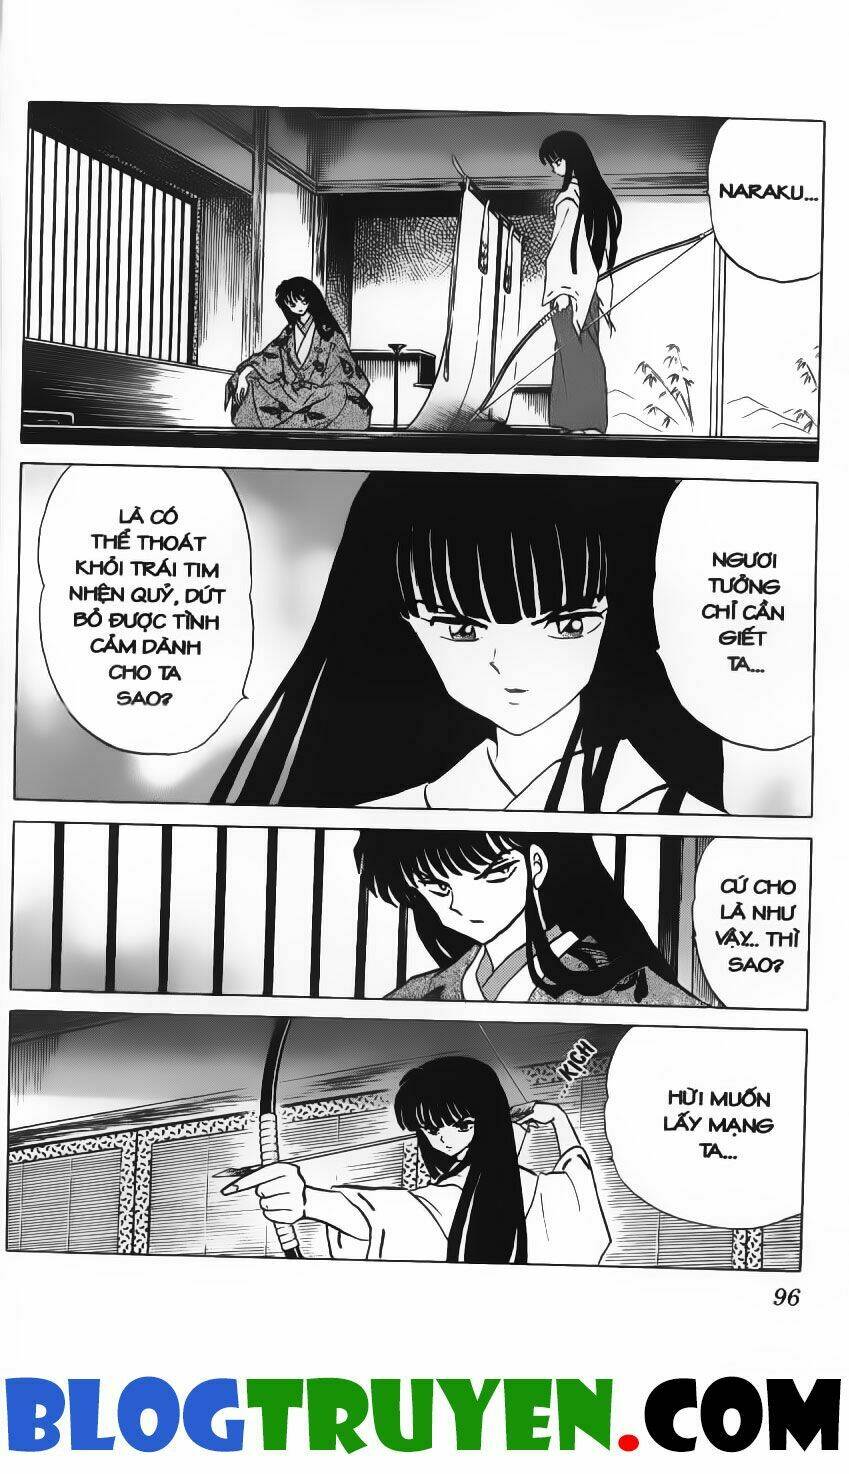 NARAKU...
NGƯƠI
TƯỞNG
CHỈ CẦN
GIẾT
TA...
LÀ CÓ
THỂ THOÁT
KHỎI TRÁI TIM
NHỆN QUỶ, DỨT
BỎ ĐƯỢC TÌNH
CẢM DÀNH
CHO TA
SAO?
CỨ CHO
LÀ NHƯ
VẬY... THÌ
SAO?
HỪ! MUỐN
LẤY MẠNG
TA...
...KỊCH
96
BLOGTRUYEN.COM